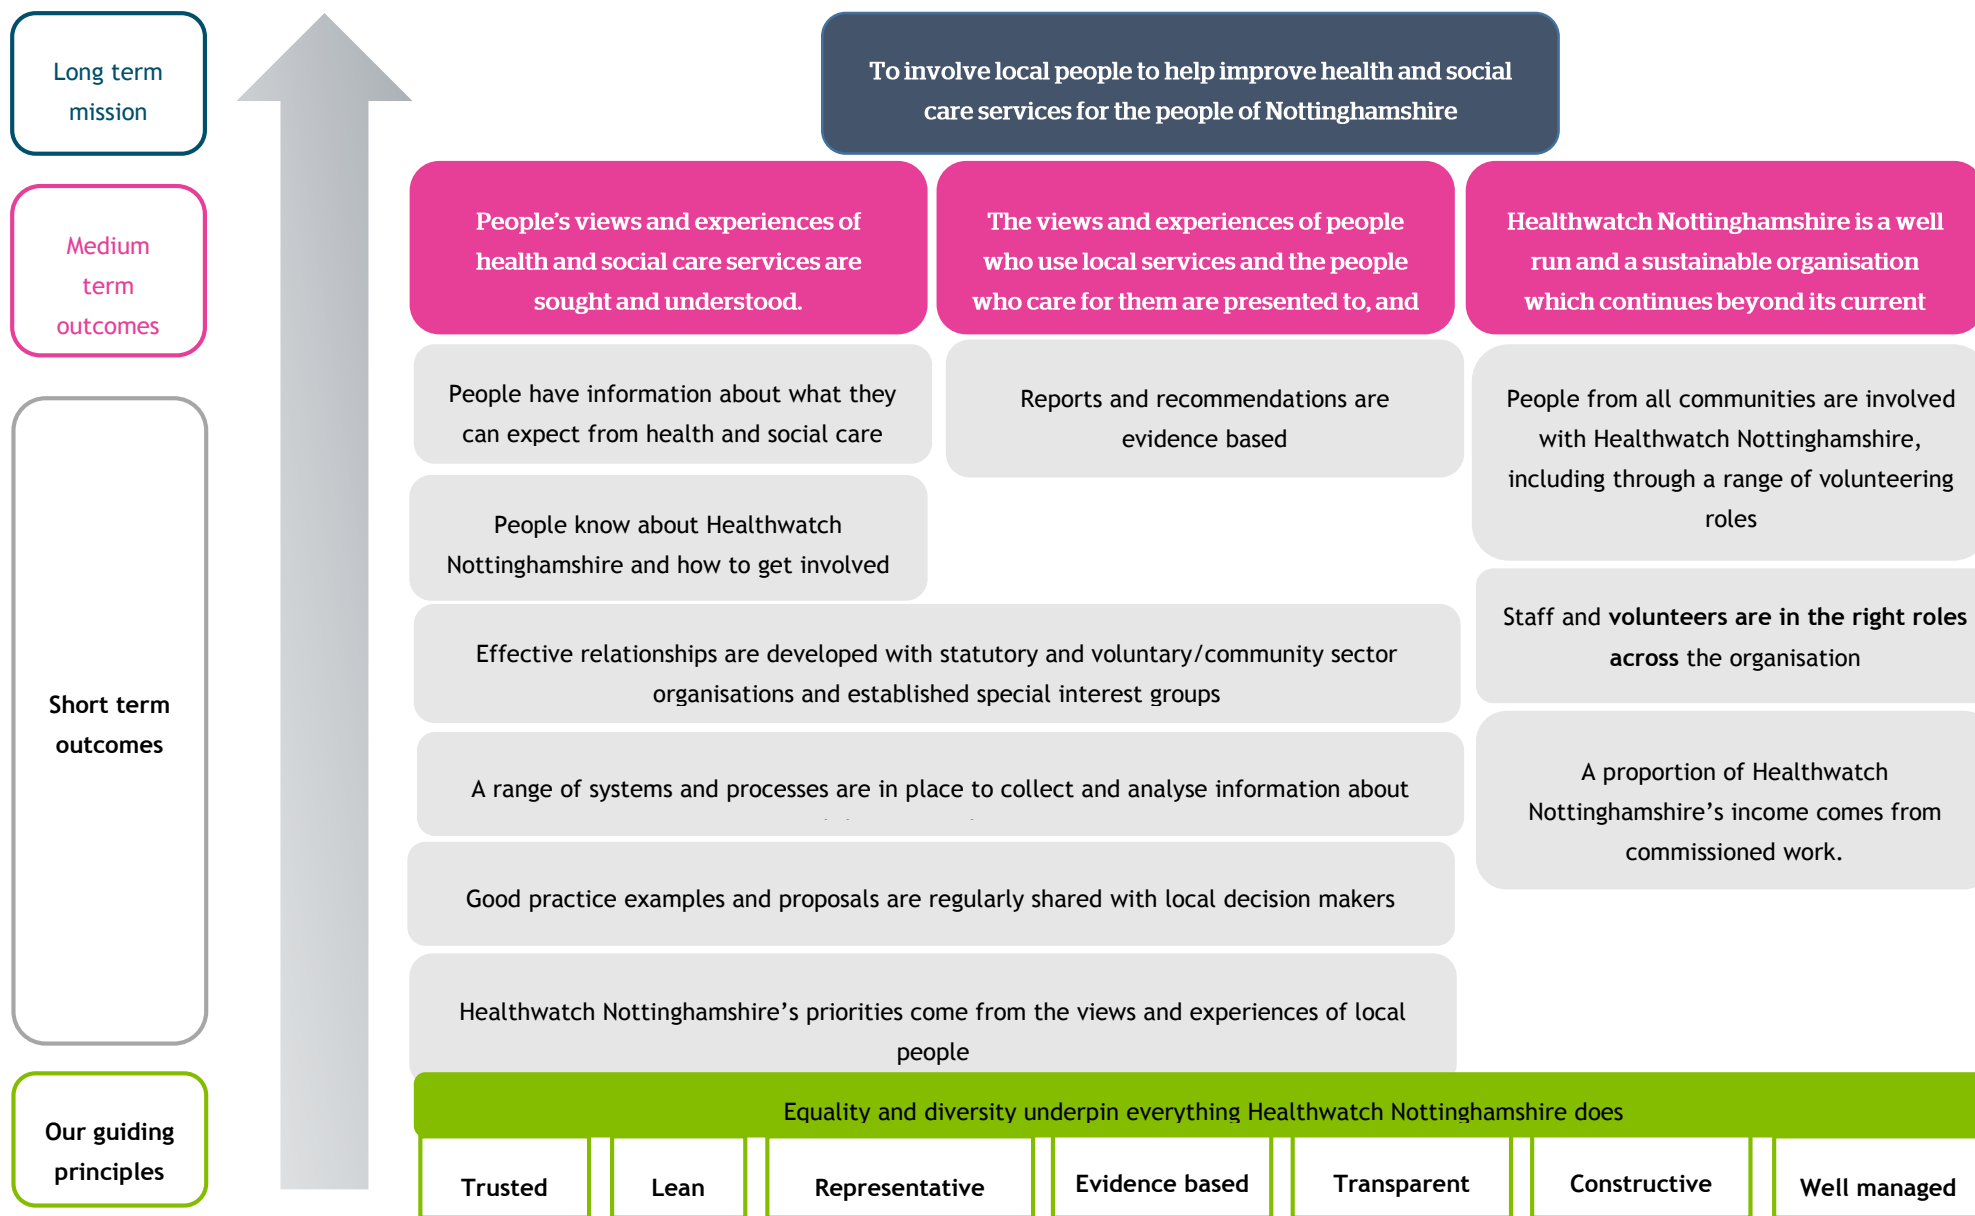 Long term
mission
To involve local people to help improve health and social
care services for the people of Nottinghamshire
Medium
term
outcomes
People’s views and experiences of
health and social care services are
sought and understood.
The views and experiences of people
who use local services and the people
who care for them are presented to, and
Healthwatch Nottinghamshire is a well
run and a sustainable organisation
which continues beyond its current
Short term
outcomes
People have information about what they
can expect from health and social care
People know about Healthwatch
Nottinghamshire and how to get involved
Reports and recommendations are
evidence based
Effective relationships are developed with statutory and voluntary/community sector
organisations and established special interest groups
A range of systems and processes are in place to collect and analyse information about
Good practice examples and proposals are regularly shared with local decision makers
Healthwatch Nottinghamshire’s priorities come from the views and experiences of local
people
People from all communities are involved
with Healthwatch Nottinghamshire,
including through a range of volunteering
roles
Staff and volunteers are in the right roles
across the organisation
A proportion of Healthwatch
Nottinghamshire’s income comes from
commissioned work.
Our guiding
principles
Equality and diversity underpin everything Healthwatch Nottinghamshire does
Trusted
Lean
Representative
Evidence based
Transparent
Constructive
Well managed